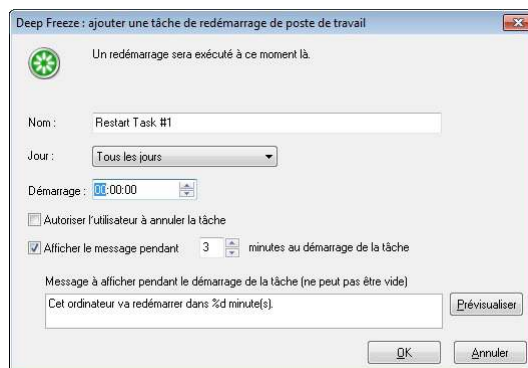 Deep Freeze : ajouter une tâche de redémarrage de poste de travail
Un redémarrage sera exécuté à ce moment là.
Nom : Restart Task #1
Jour : Tous les jours
Démarrage : 00:00:00
Autoriser l'utilisateur à annuler la tâche
Afficher le message pendant 3 minutes au démarrage de la tâche
Message à afficher pendant le démarrage de la tâche (ne peut pas être vide)
Cet ordinateur va redémarrer dans %d minute(s).
Prévisualiser
OK Annuler